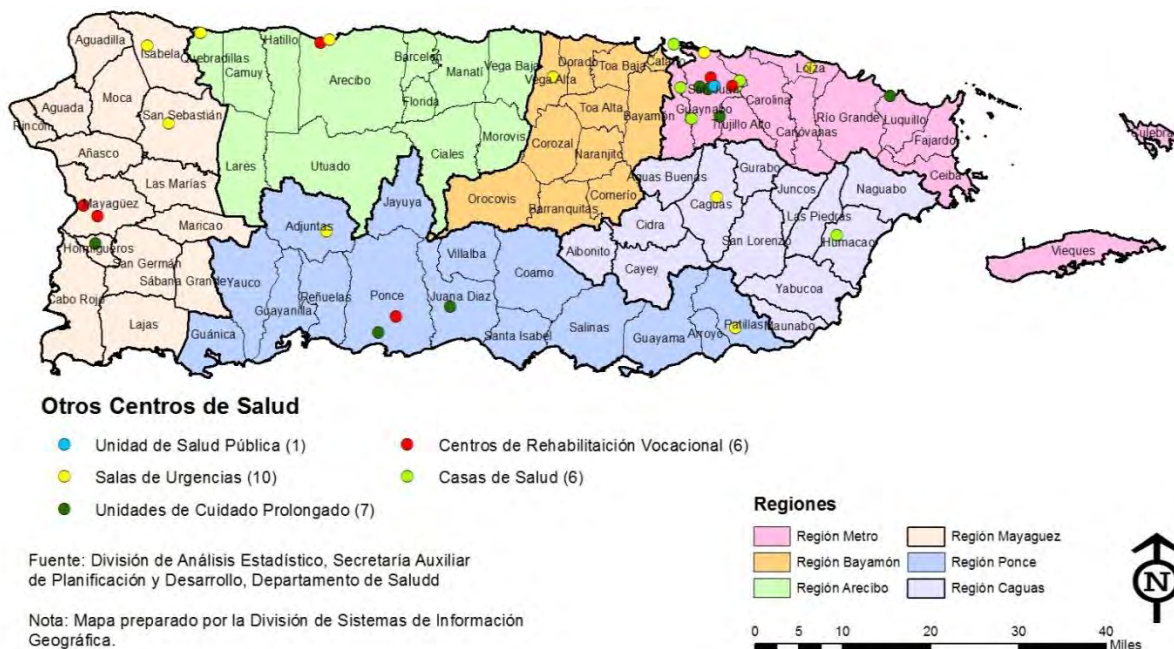 Aguadilla
Isabela
Quebradillas
Camuy
Hatillo
Arecibo
Barcelon
Manatí
Vega Baja
Florida
Vega Alta
Dorado
Toa Baja
Toa Alta
Bayamón
Guaynabo
Trujillo Alto
Carolina
Loiza
Canóvanas
Río Grande
Luquillo
Fajardo
Ceiba
Culebra
Vieques
Moca
Aguada
Rincón
San Sebastián
Añasco
Las Marías
Mayagüez
Maricao
Hormigueros
San Germán
Sábana Grande
Cabo Rojo
Lajas
Lares
Utuado
Ciales
Morovis
Corozal
Naranjito
Orocovis
Barranquitas
Comerío
Aguas Buenas
Gurabo
Caguas
Juncos
Naguabo
Las Piedras
Humacao
Cidra
San Lorenzo
Aibonito
Cayey
Yabucoa
Maunabo
Adjuntas
Jayuya
Villalba
Coamo
Yauco
Guayanilla
Peñuelas
Ponce
Juana Diaz
Guánica
Santa Isabel
Salinas
Guayama
Arroyo
Patillas
Otros Centros de Salud
Unidad de Salud Pública (1)
Centros de Rehabilitaición Vocacional (6)
Salas de Urgencias (10)
Casas de Salud (6)
Unidades de Cuidado Prolongado (7)
Fuente: División de Análisis Estadístico, Secretaría Auxiliar
de Planificación y Desarrollo, Departamento de Saludd
Nota: Mapa preparado por la División de Sistemas de Información
Geográfica.
Regiones
Región Metro
Región Mayaguez
Región Bayamón
Región Ponce
Región Arecibo
Región Caguas
N
0 5 10 20 30 40
Miles